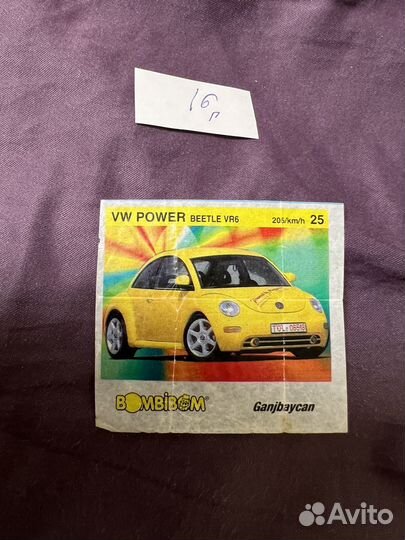 16
п
VW POWER BEETLE VR6 205/km/h 25
BOMBiBOM
Ganjbaycan
Avito